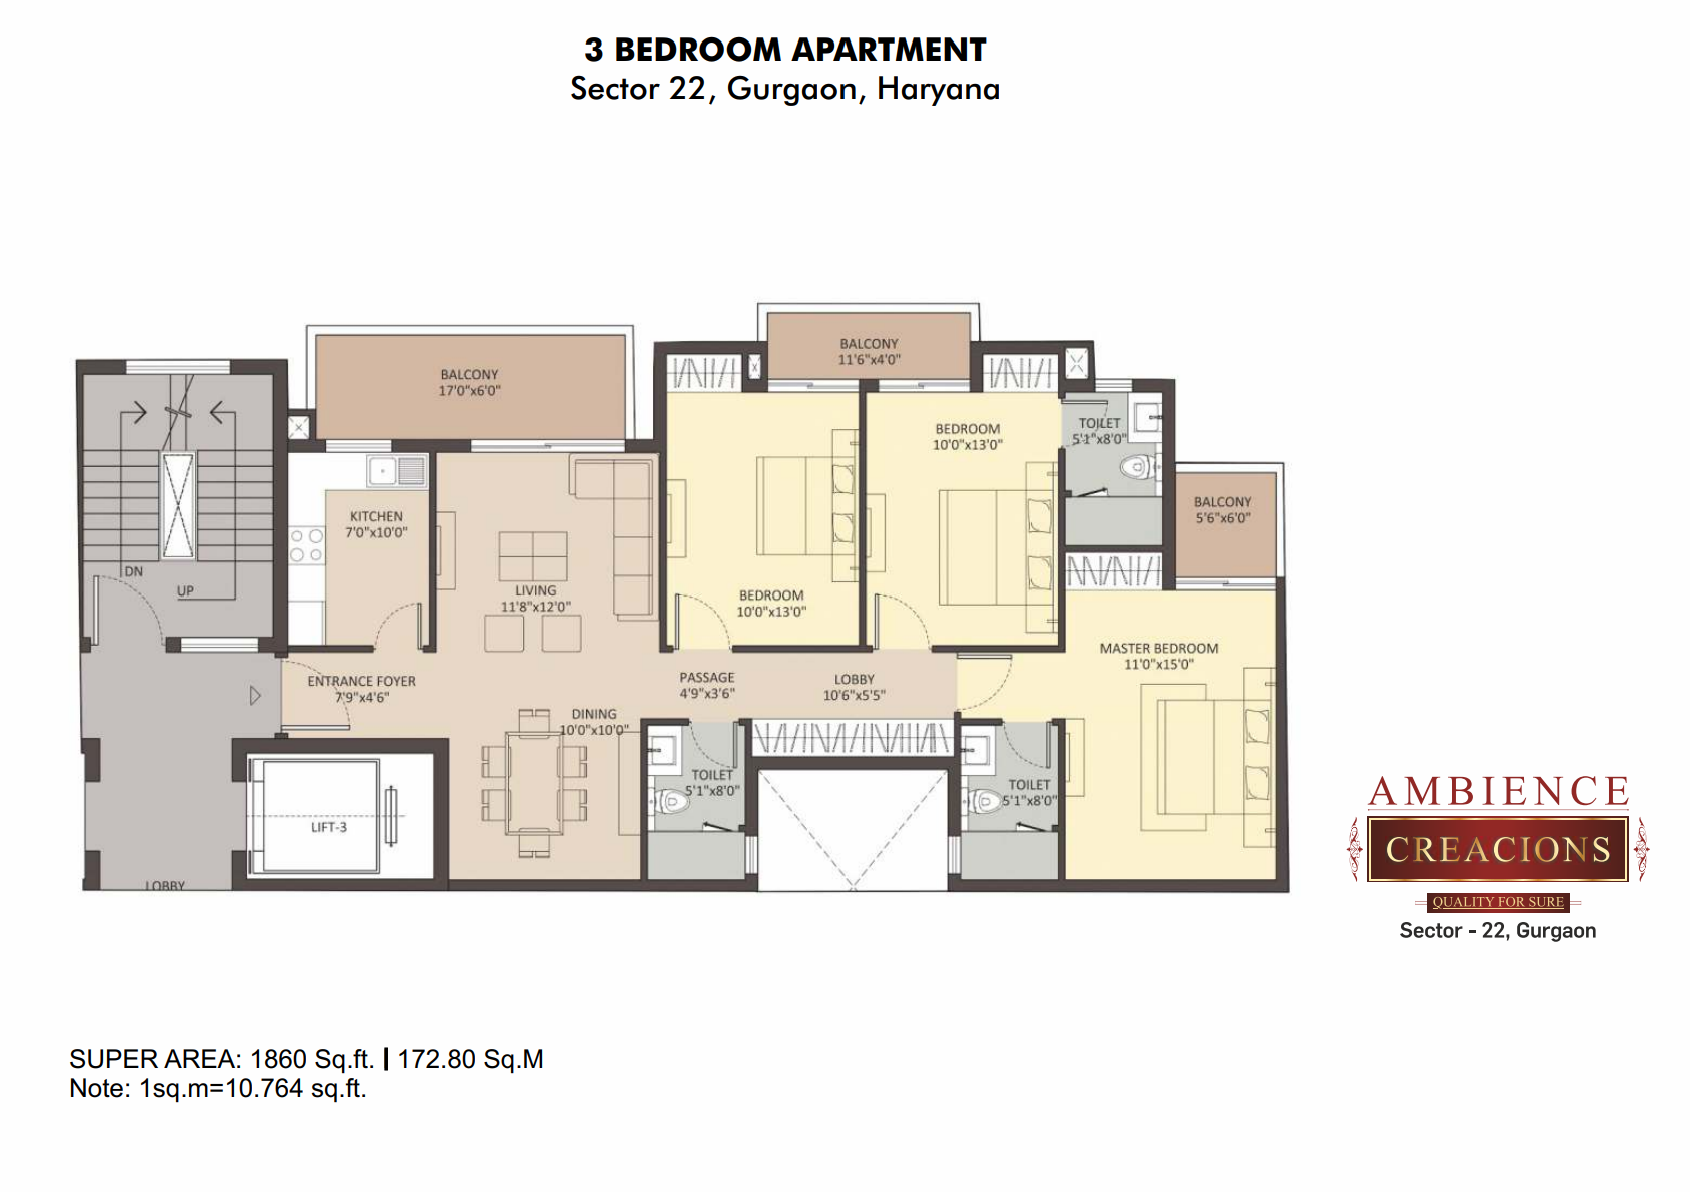 3 BEDROOM APARTMENT
Sector 22, Gurgaon, Haryana
BALCONY
11'6"x4'0"
BALCONY
17'0"x6'0"
BEDROOM
10'0"x13'0"
TOILET
5'1"x8'0"
BALCONY
5'6"x6'0"
KITCHEN
7'0"x10'0"
DN
UP
LIVING
11'8"x12'0"
BEDROOM
10'0"x13'0"
MASTER BEDROOM
11'0"x15'0"
ENTRANCE FOYER
7'9"x4'6"
PASSAGE
4'9"x3'6"
LOBBY
10'6"x5'5"
DINING
10'0"x10'0"
TOILET
5'1"x8'0"
TOILET
5'1"x8'0"
LIFT-3
LOBBY
AMBIENCE
CREACIONS
QUALITY FOR SURE
Sector - 22, Gurgaon
SUPER AREA: 1860 Sq.ft. | 172.80 Sq.M
Note: 1sq.m=10.764 sq.ft.